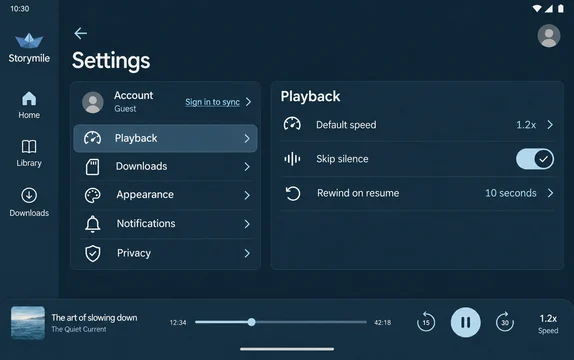 10:30
Storymile
Home
Library
Downloads
Settings
Account
Guest
Sign in to sync
Playback
Downloads
Appearance
Notifications
Privacy
Playback
Default speed
1.2x
Skip silence
Rewind on resume
10 seconds
The art of slowing down
The Quiet Current
12:34
42:18
15
30
1.2x
Speed